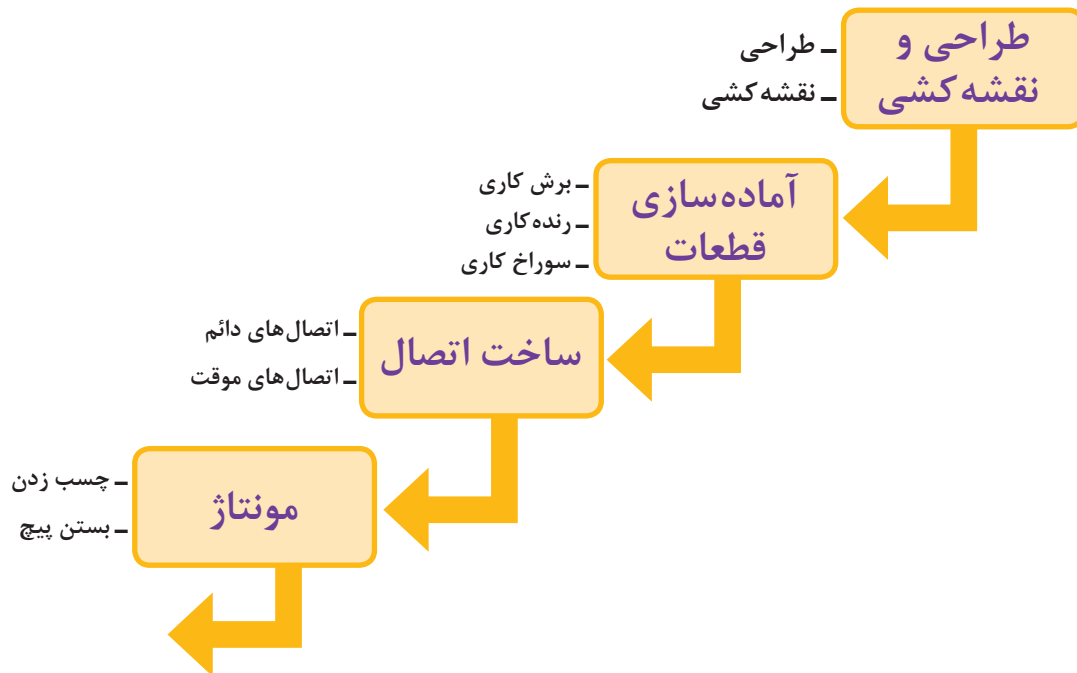 طراحی و
نقشه‌کشی
ـ طراحی
ـ نقشه‌کشی
آماده‌سازی
قطعات
ـ برش کاری
ـ رنده‌کاری
ـ سوراخ کاری
ساخت اتصال
ـ اتصال‌های دائم
ـ اتصال‌های موقت
مونتاژ
ـ چسب زدن
ـ بستن پیچ